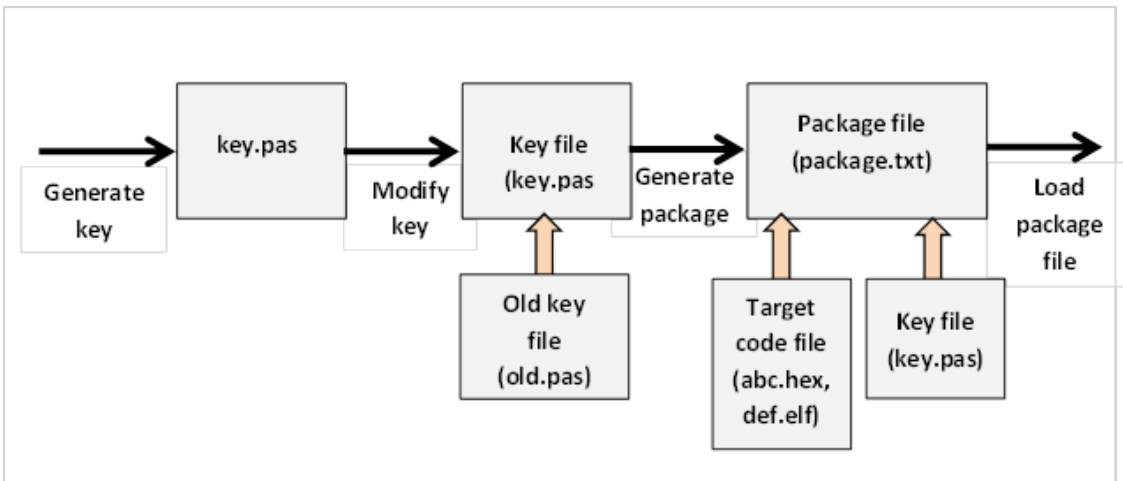 Generate
key
key.pas
Modify
key
Key file
(key.pas
Old key
file
(old.pas)
Generate
package
Package file
(package.txt)
Target
code file
(abc.hex,
def.elf)
Key file
(key.pas)
Load
package
file